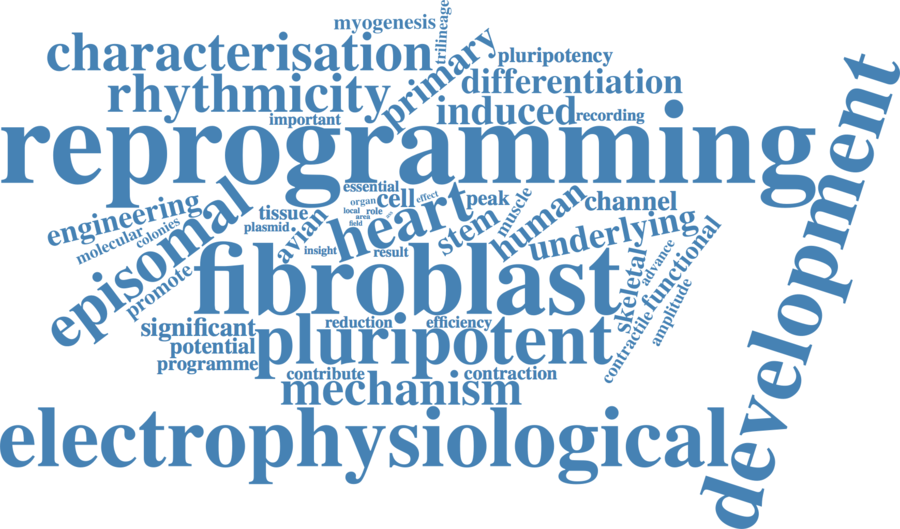 myogenesis
trilineage
characterisation
primary
pluripotency
differentiation
rhythmicity
induced
recording
important
reprogramming
development
essential
organ
cell
effect
peak
muscle
human
channel
engineering
molecular
colonies
episomal
tissue
plasmid
avian
local
role
area
field
heart
stem
underlying
insight
result
promote
fibroblast
skeletal
advance
functional
amplitude
contractile
significant
reduction
efficiency
potential
pluripotent
programme
contribute
contraction
mechanism
electrophysiological